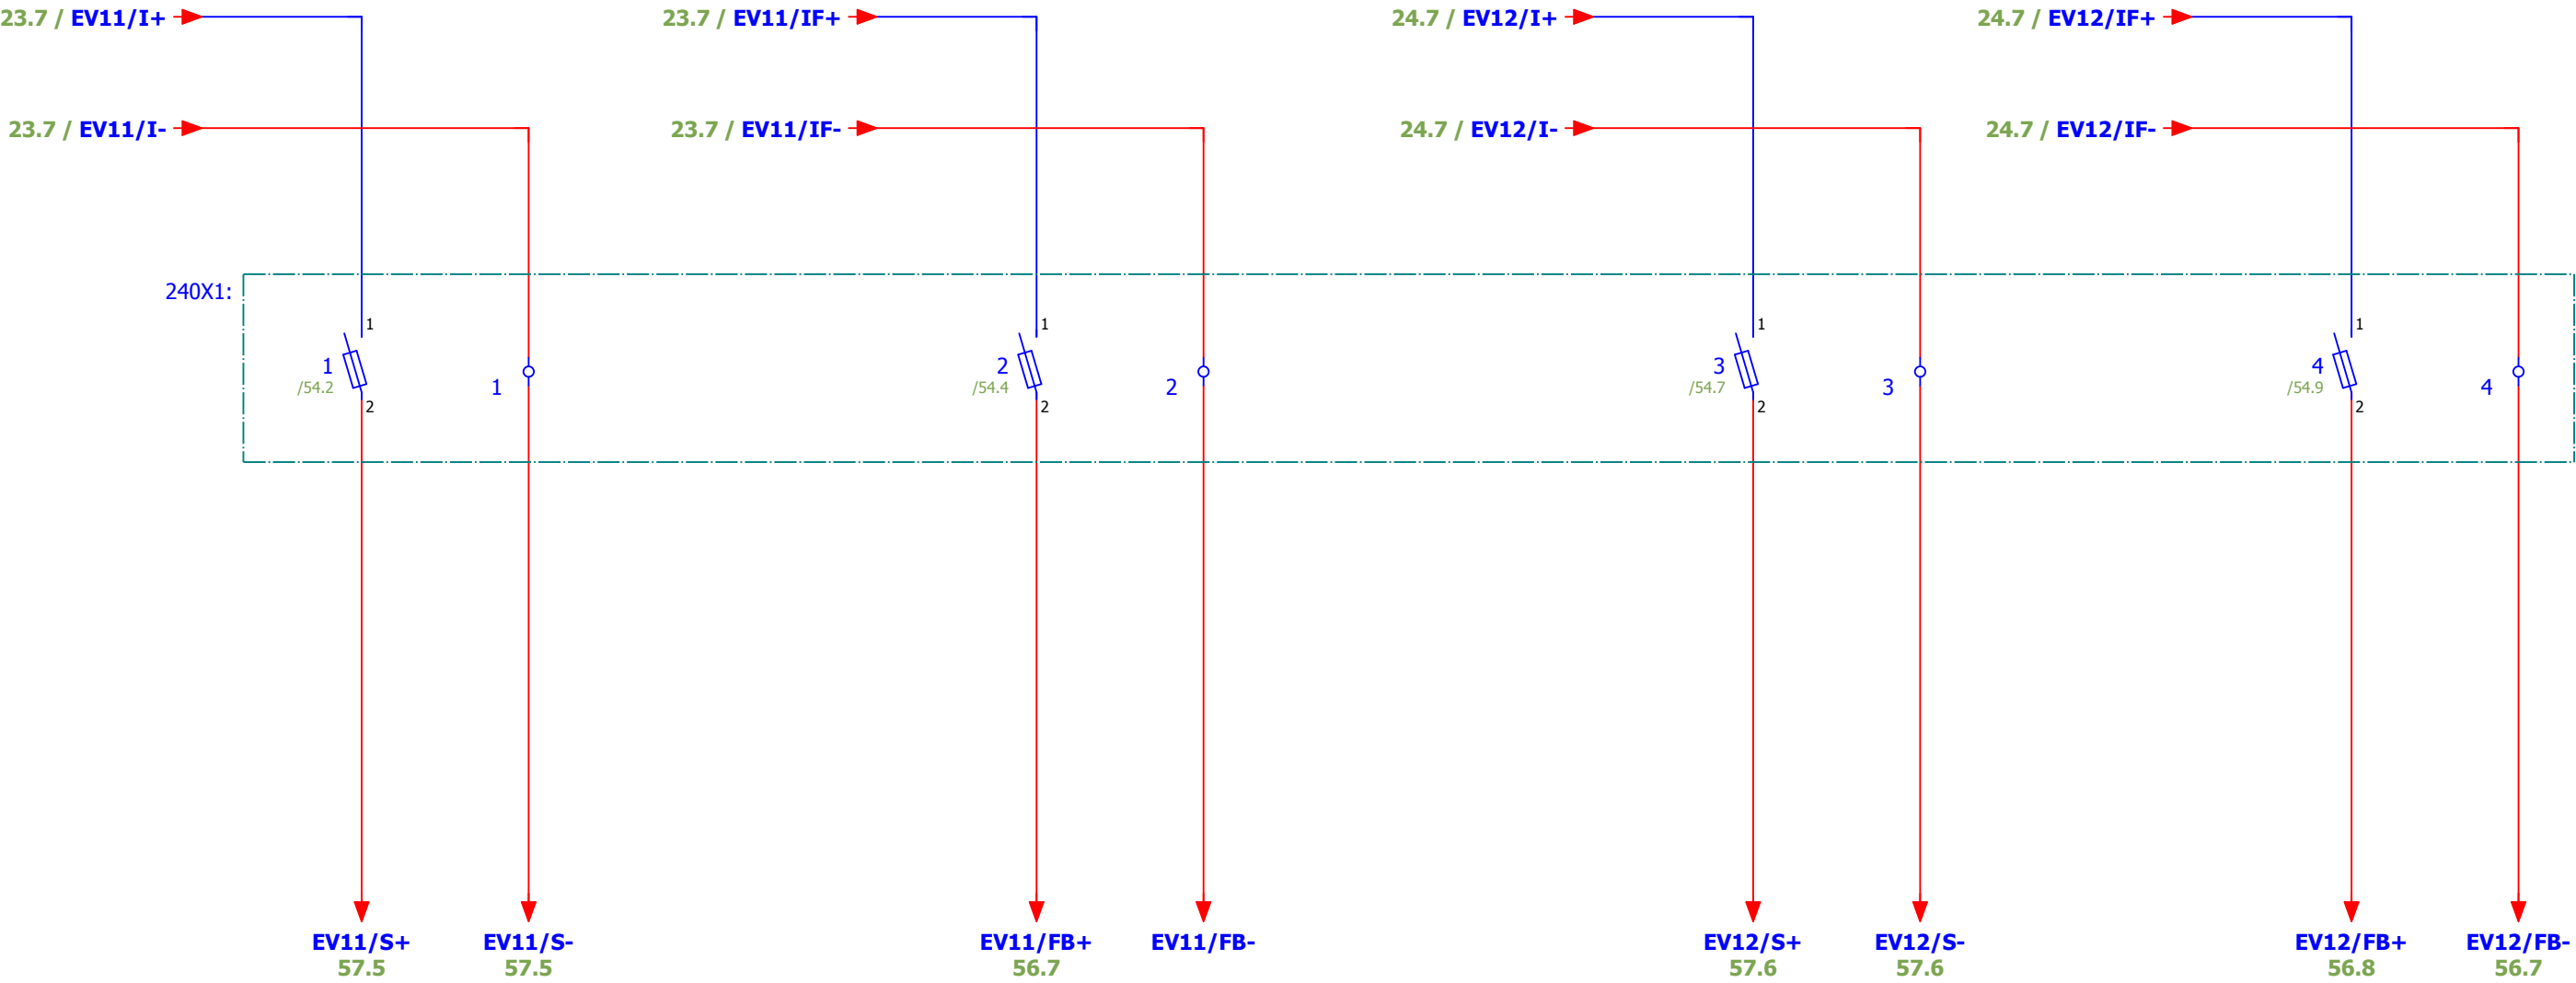 23.7 / EV11/I+
23.7 / EV11/IF+
24.7 / EV12/I+
24.7 / EV12/IF+
23.7 / EV11/I-
23.7 / EV11/IF-
24.7 / EV12/I-
24.7 / EV12/IF-
240X1:
1
1
/54.2
2
1
1
2
/54.4
2
2
1
3
/54.7
2
3
1
4
/54.9
2
4
EV11/S+
57.5
EV11/S-
57.5
EV11/FB+
56.7
EV11/FB-
EV12/S+
57.6
EV12/S-
57.6
EV12/FB+
56.8
EV12/FB-
56.7